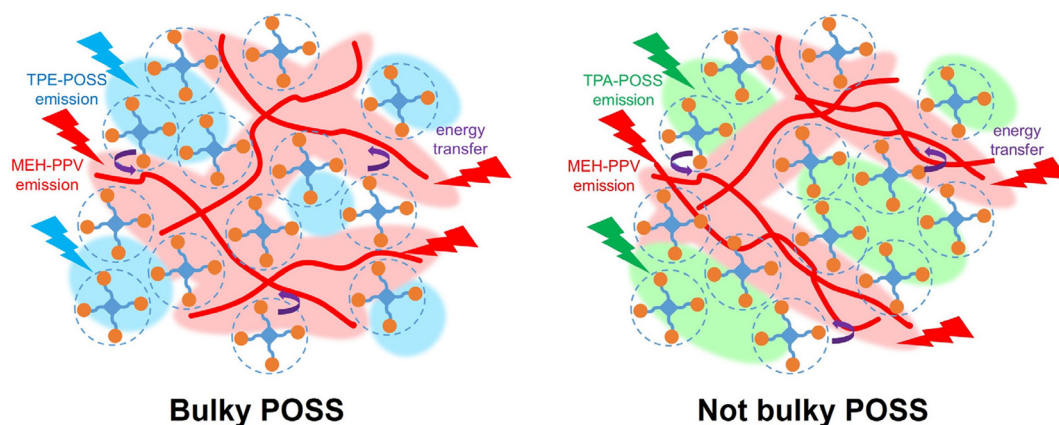 TPE-POSS
emission
MEH-PPV
emission
energy
transfer
Bulky POSS
TPA-POSS
emission
MEH-PPV
emission
energy
transfer
Not bulky POSS